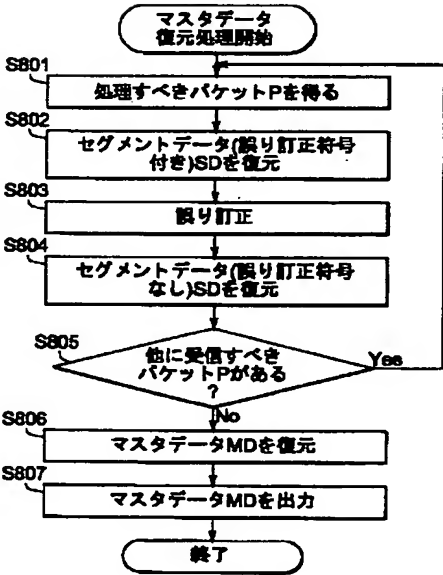 マスタデータ
復元処理開始
S801
処理すべきパケットPを得る
S802
セグメントデータ(誤り訂正符号
付き)SDを復元
S803
誤り訂正
S804
セグメントデータ(誤り訂正符号
なし)SDを復元
S805
他に受信すべき
パケットPがある
?
Yes
No
S806
マスタデータMDを復元
S807
マスタデータMDを出力
終了